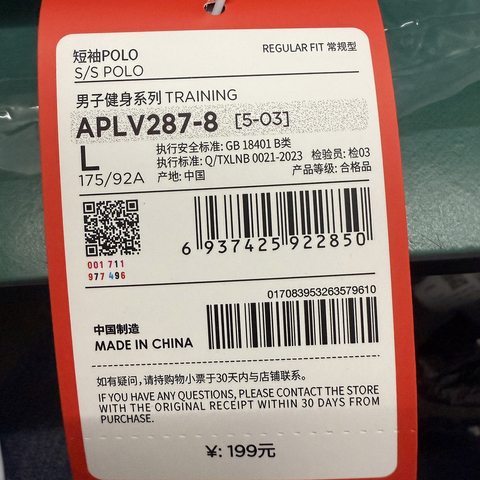 短袖POLO
REGULAR FIT 常规型
S/S POLO
男子健身系列 TRAINING
APLV287-8 [5-03]
L
175/92A
执行安全标准: GB 18401 B类
执行标准: Q/TXLNB 0021-2023 检验员: 检03
产地: 中国
产品等级: 合格品
6 937425 922850
001 711
977 496
017083953263579610
中国制造
MADE IN CHINA
如有疑问，请持购物小票于30天内与店铺联系。
IF YOU HAVE ANY QUESTIONS, PLEASE CONTACT THE STORE
WITH THE ORIGINAL RECEIPT WITHIN 30 DAYS FROM
PURCHASE.
¥: 199元